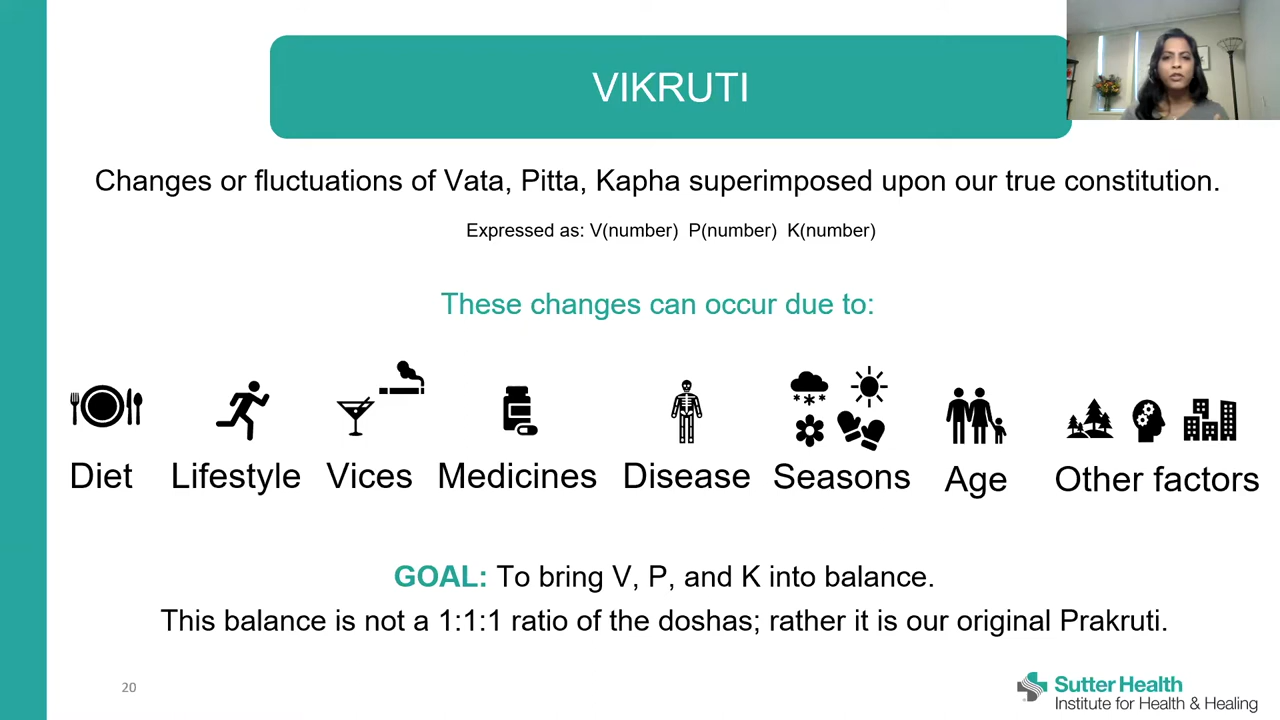 VIKRUTI
Changes or fluctuations of Vata, Pitta, Kapha superimposed upon our true constitution.
Expressed as: V(number) P(number) K(number)
These changes can occur due to:
Diet Lifestyle Vices Medicines Disease Seasons Age Other factors
GOAL: To bring V, P, and K into balance.
This balance is not a 1:1:1 ratio of the doshas; rather it is our original Prakruti.
20
Sutter Health
Institute for Health & Healing